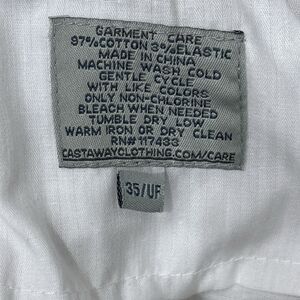 GARMENT CARE
97%COTTON 3%ELASTIC
MADE IN CHINA
MACHINE WASH COLD
GENTLE CYCLE
WITH LIKE COLORS
ONLY NON-CHLORINE
BLEACH WHEN NEEDED
TUMBLE DRY LOW
WARM IRON OR DRY CLEAN
RN# 117433
CASTAWAYCLOTHING.COM/CARE
35/UF